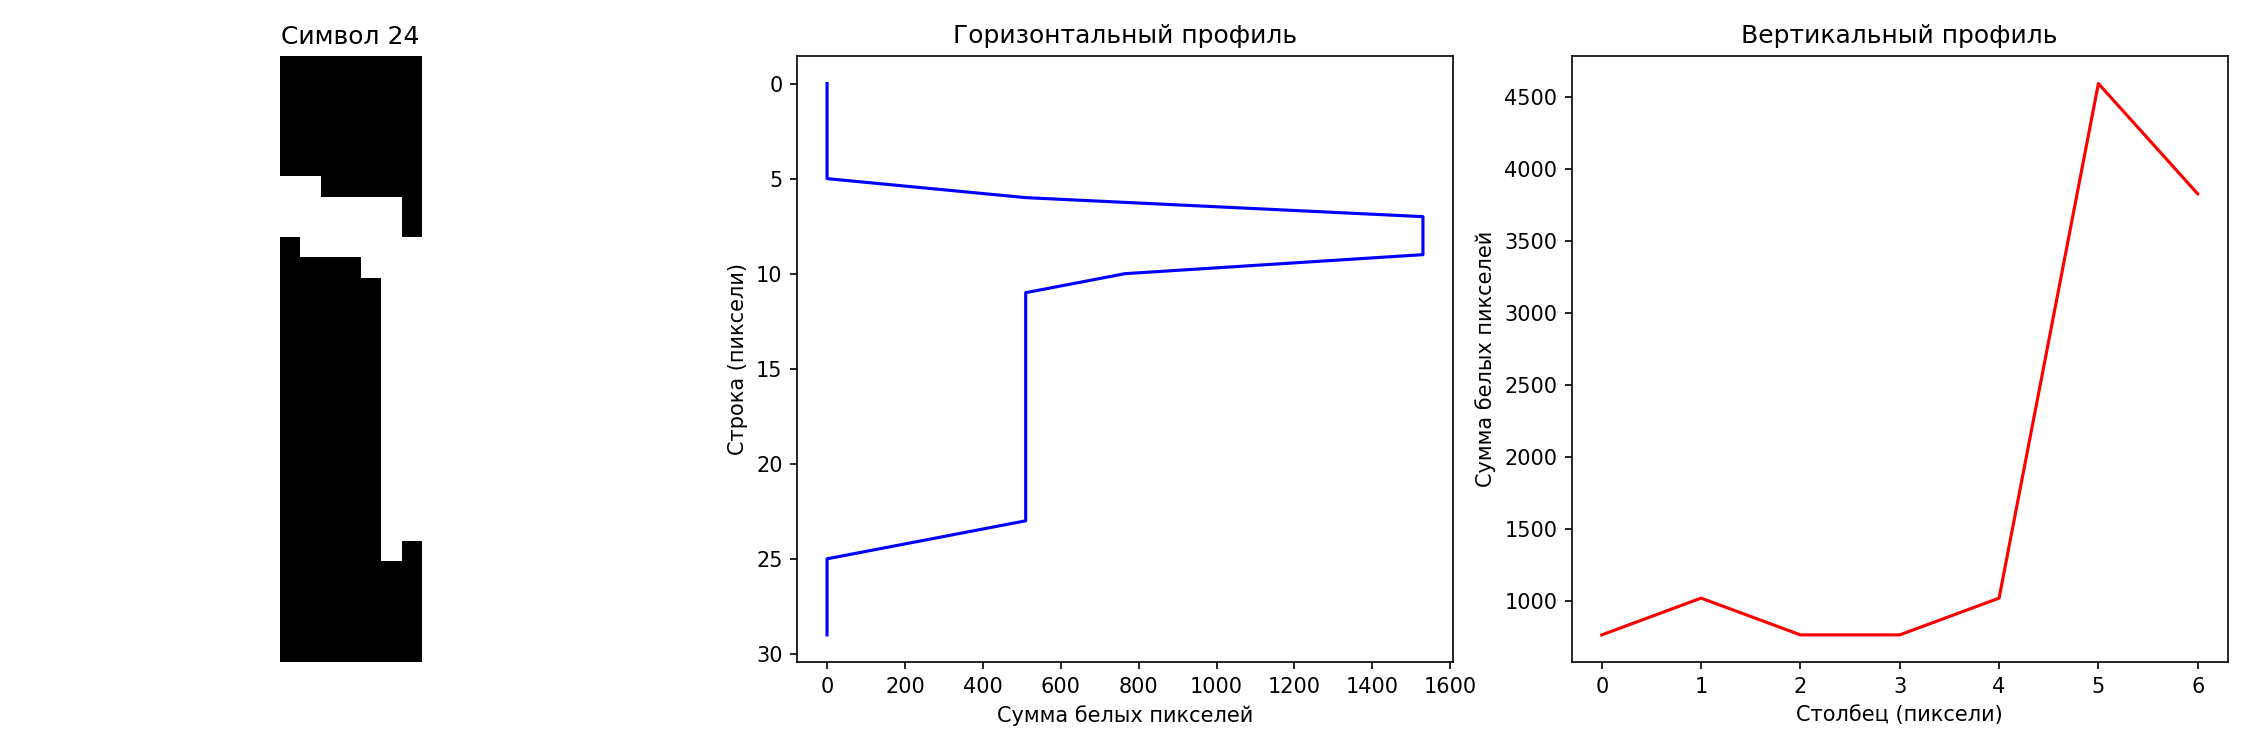 Символ 24
Горизонтальный профиль
Строка (пиксели)
0
5
10
15
20
25
30
0 200 400 600 800 1000 1200 1400 1600
Сумма белых пикселей
Вертикальный профиль
Сумма белых пикселей
4500
4000
3500
3000
2500
2000
1500
1000
0 1 2 3 4 5 6
Столбец (пиксели)